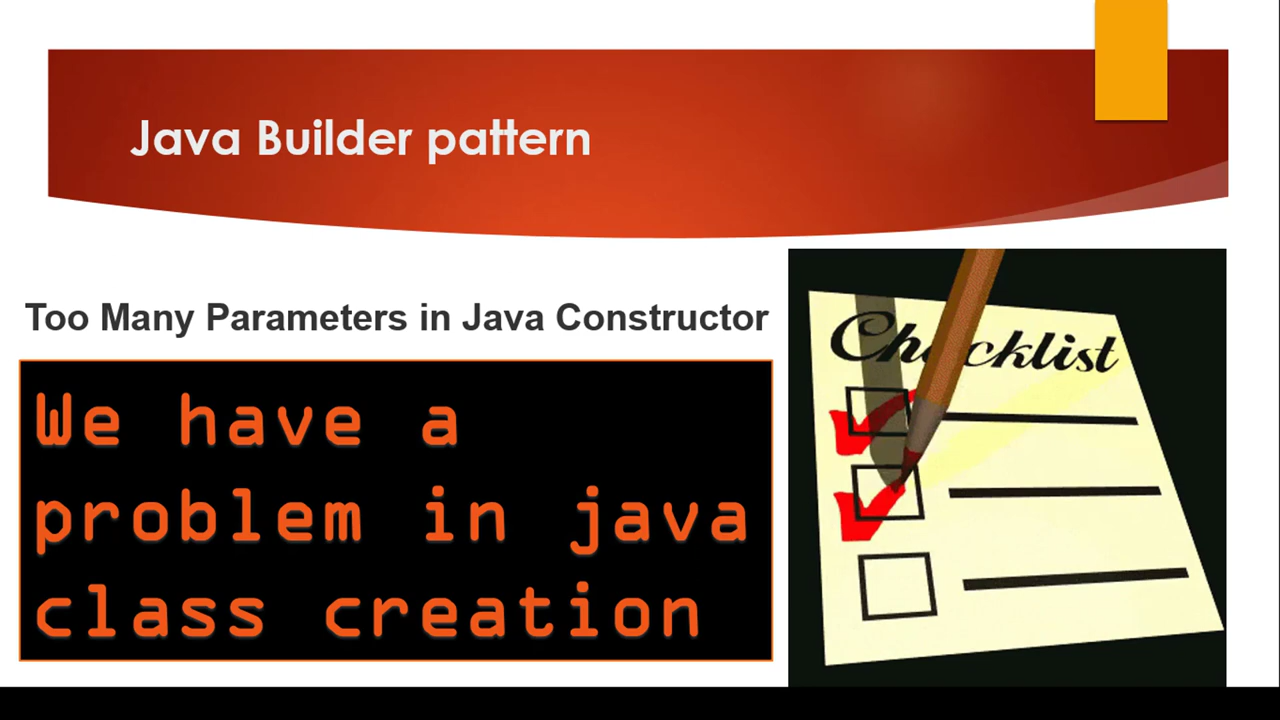 Java Builder pattern
Too Many Parameters in Java Constructor
We have a
problem in java
class creation
Checklist